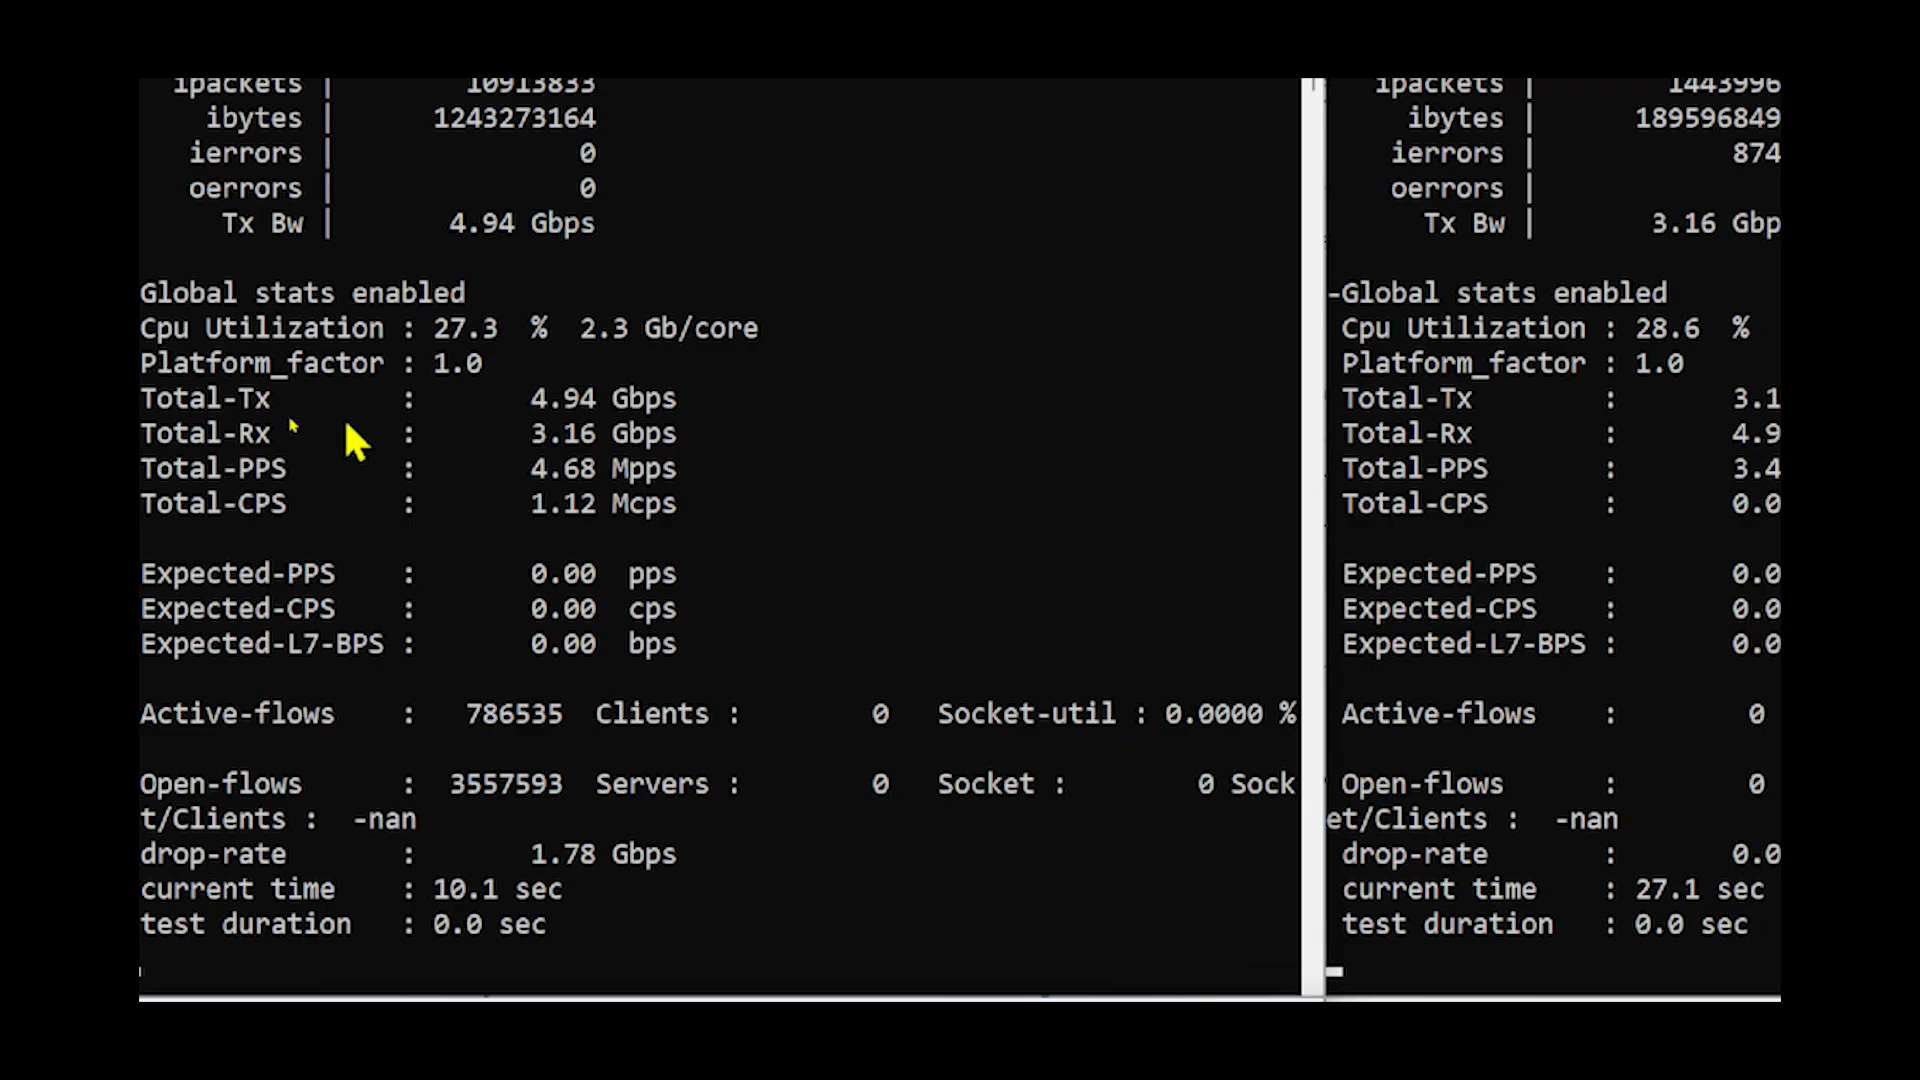 ipackets | 10913833
ibytes | 1243273164
ierrors | 0
oerrors | 0
Tx Bw | 4.94 Gbps
Global stats enabled
Cpu Utilization : 27.3 % 2.3 Gb/core
Platform_factor : 1.0
Total-Tx : 4.94 Gbps
Total-Rx : 3.16 Gbps
Total-PPS : 4.68 Mpps
Total-CPS : 1.12 Mcps
Expected-PPS : 0.00 pps
Expected-CPS : 0.00 cps
Expected-L7-BPS : 0.00 bps
Active-flows : 786535 Clients : 0 Socket-util : 0.0000 %
Open-flows : 3557593 Servers : 0 Socket : 0 Sock
t/Clients : -nan
drop-rate : 1.78 Gbps
current time : 10.1 sec
test duration : 0.0 sec
ipackets | 1443996
ibytes | 189596849
ierrors | 874
oerrors |
Tx Bw | 3.16 Gbp
-Global stats enabled
Cpu Utilization : 28.6 %
Platform_factor : 1.0
Total-Tx : 3.1
Total-Rx : 4.9
Total-PPS : 3.4
Total-CPS : 0.0
Expected-PPS : 0.0
Expected-CPS : 0.0
Expected-L7-BPS : 0.0
Active-flows : 0
Open-flows : 0
et/Clients : -nan
drop-rate : 0.0
current time : 27.1 sec
test duration : 0.0 sec